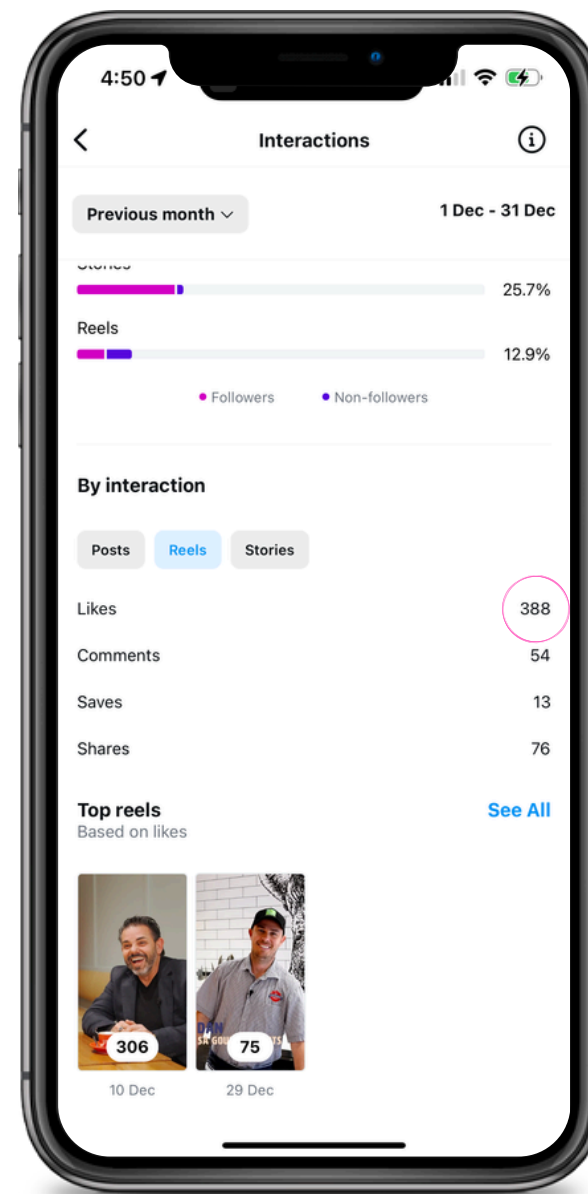 4:50
Interactions
Previous month
1 Dec - 31 Dec
Stories
25.7%
Reels
12.9%
Followers Non-followers
By interaction
Posts Reels Stories
Likes 388
Comments 54
Saves 13
Shares 76
Top reels See All
Based on likes
306 75
10 Dec 29 Dec